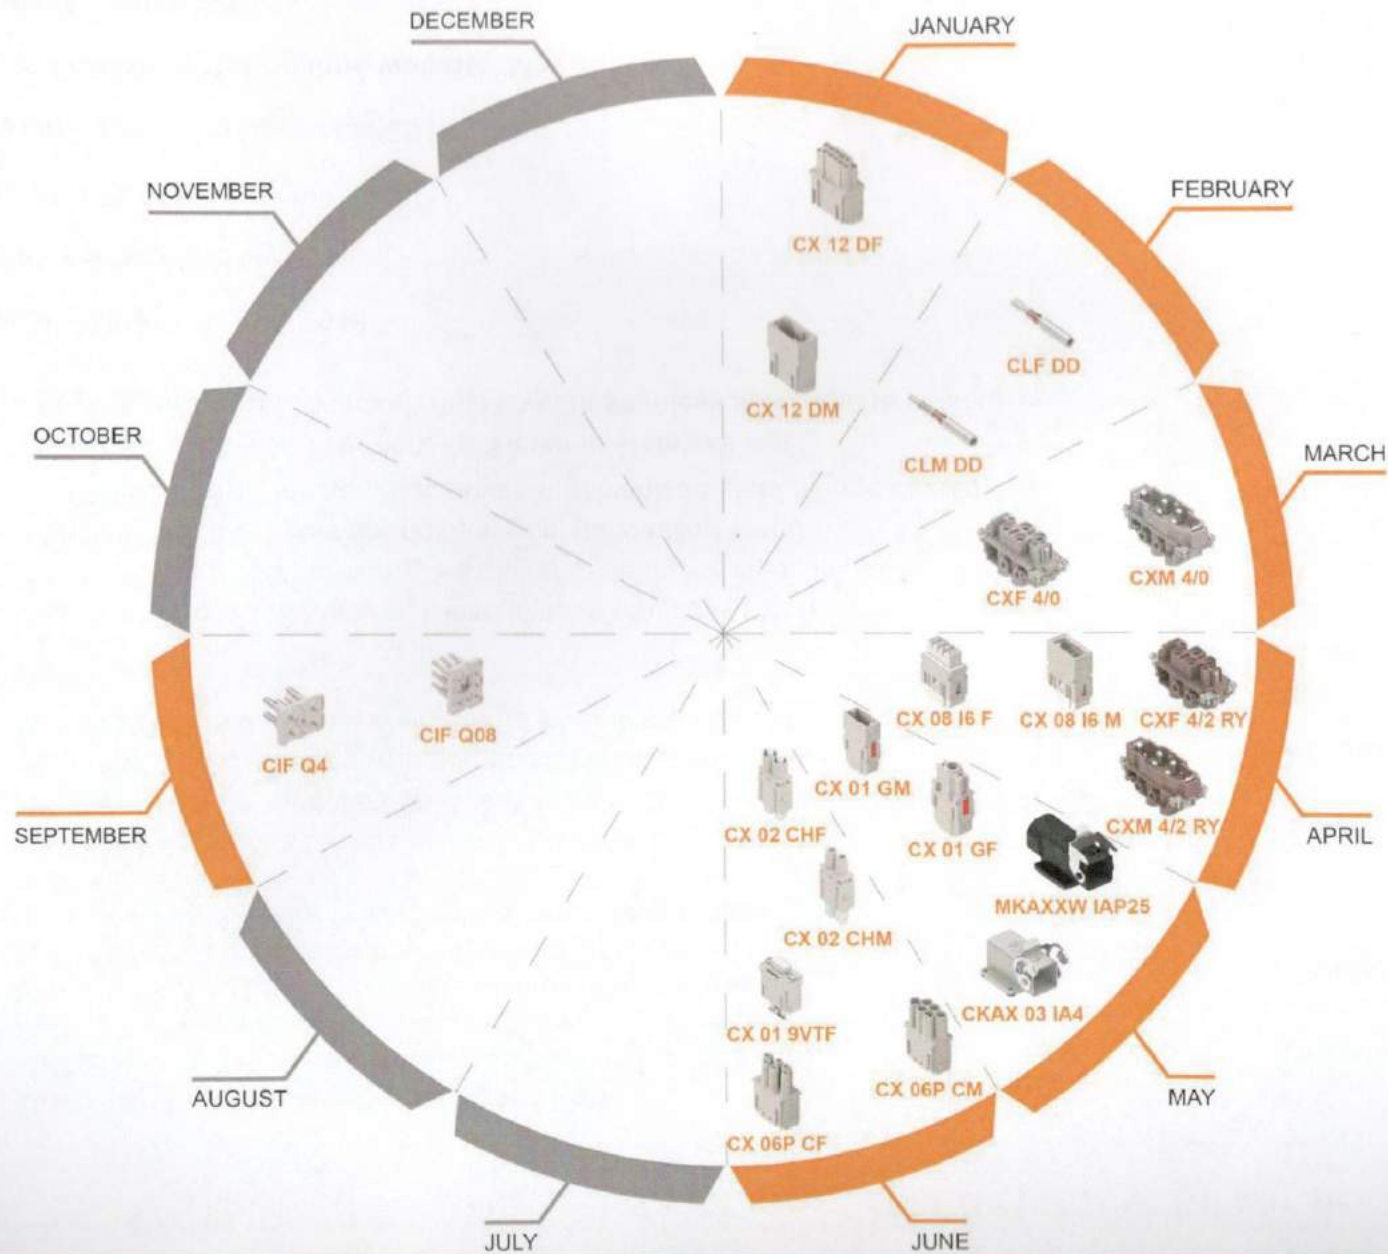 DECEMBER
JANUARY
NOVEMBER
FEBRUARY
CX 12 DF
CLF DD
CX 12 DM
OCTOBER
MARCH
CLM DD
CXM 4/0
CXF 4/0
CX 08 I6 F
CX 08 I6 M
CXF 4/2 RY
CIF Q08
CIF Q4
CX 01 GM
CXM 4/2 RY
CX 02 CHF
CX 01 GF
SEPTEMBER
APRIL
MKAXXW IAP25
CX 02 CHM
CKAX 03 IA4
CX 01 9VTF
CX 06P CM
AUGUST
MAY
CX 06P CF
JULY
JUNE